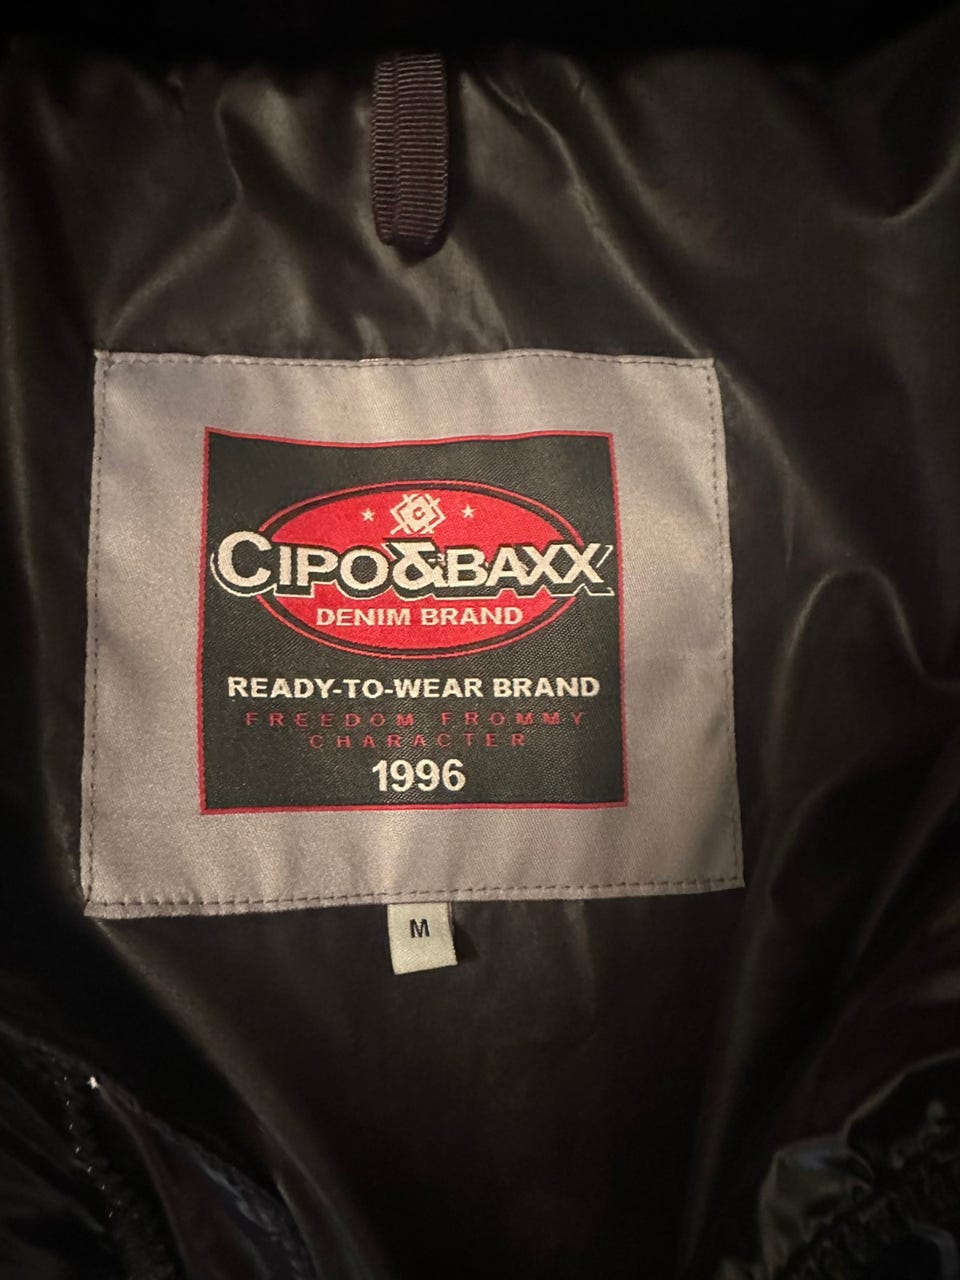 C
CIPO&BAXX
DENIM BRAND
READY-TO-WEAR BRAND
FREEDOM FROMMY
CHARACTER
1996
M